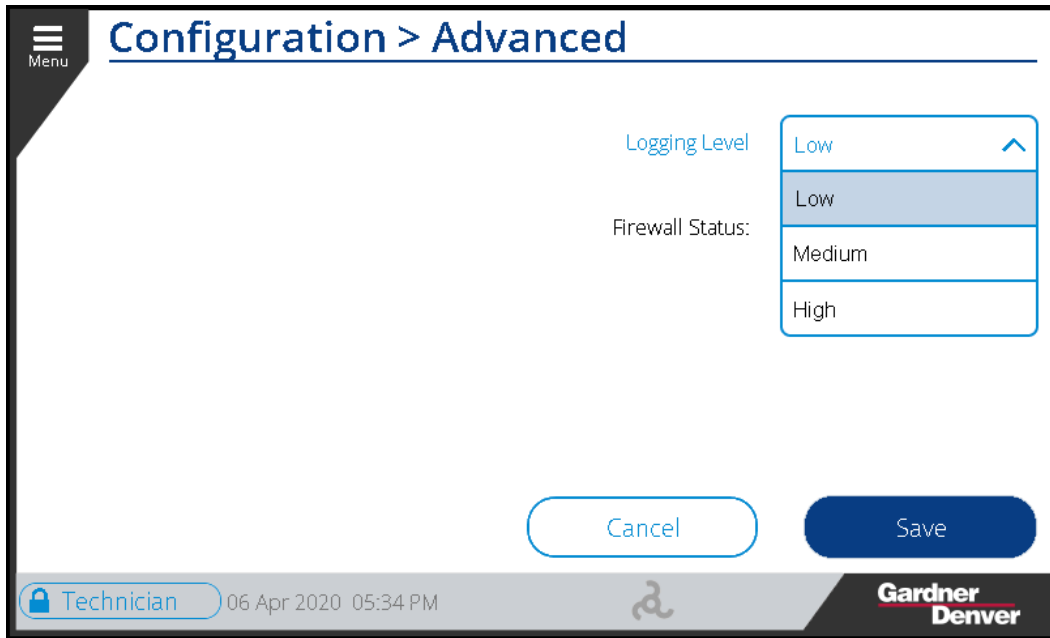 Menu
Configuration > Advanced
Logging Level
Low
Low
Firewall Status:
Medium
High
Cancel
Save
Technician
06 Apr 2020 05:34 PM
Gardner
Denver